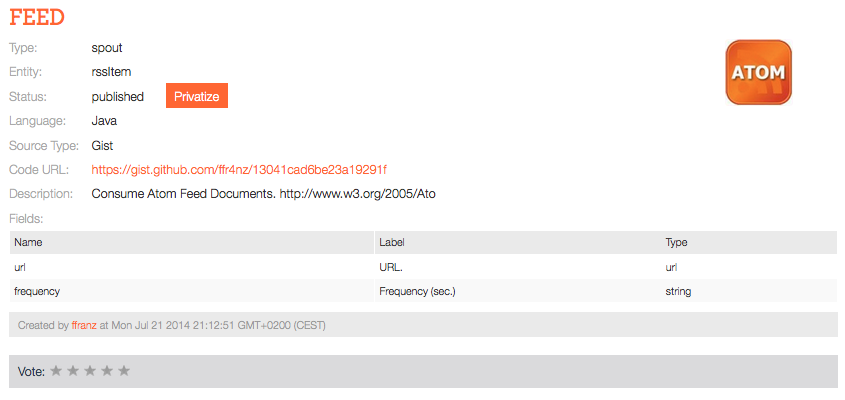 FEED
Type: spout
ATOM
Entity: rssItem
Status: published Privatize
Language: Java
Source Type: Gist
Code URL: https://gist.github.com/ffr4nz/13041cad6be23a19291f
Description: Consume Atom Feed Documents. http://www.w3.org/2005/Ato
Fields:
Name Label Type
url URL. url
frequency Frequency (sec.) string
Created by ffranz at Mon Jul 21 2014 21:12:51 GMT+0200 (CEST)
Vote: